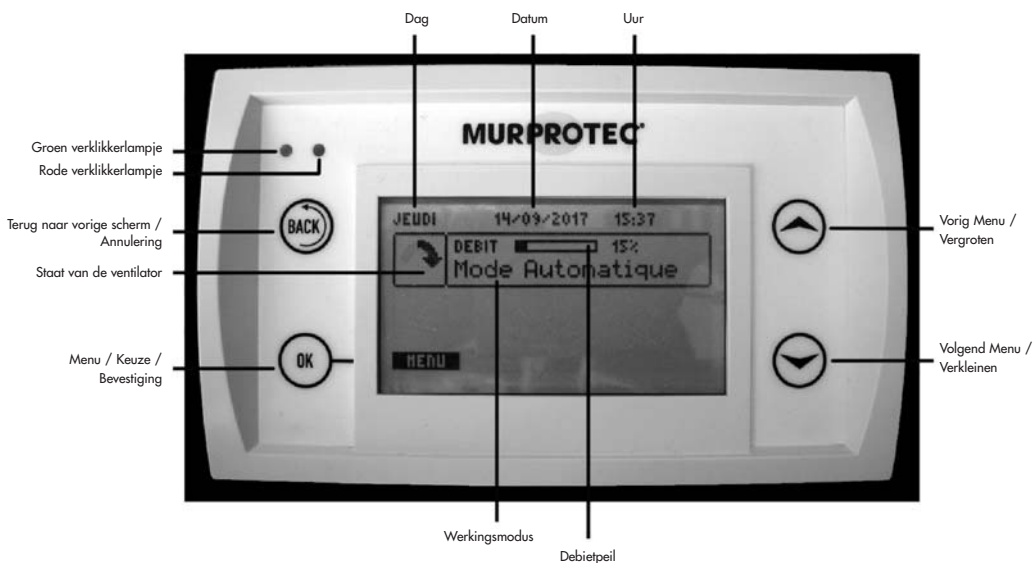 Dag Datum Uur
MURPROTEC
Groen verklikkerlampje
Rode verklikkerlampje
JEUDI 14/09/2017 15:37
BACK
Terug naar vorige scherm /
Annulering
Vorig Menu /
Vergroten
DEBIT 15%
Mode Automatique
Staat van de ventilator
OK
Menu / Keuze /
Bevestiging
MENU
Volgend Menu /
Verkleinen
Werkingsmodus
Debietpeil